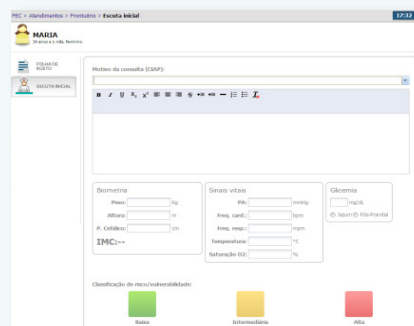 PEC > Atendimentos > Prontuário > Escuta inicial
17:32
MARIA
FOLHA DE
ROSTO
ESCUTA INICIAL
Motivo da consulta (CIAP):
Biometria
Peso: Kg
Altura: m
P. Cefálico: cm
IMC:--
Sinais vitais
PA: mmHg
Freq. card.: bpm
Freq. resp.: mpm
Temperatura: °C
Saturação O2: %
Glicemia
mg/dL
Jejum Pós-Prandial
Classificação de risco/vulnerabilidade:
Baixa
Intermediária
Alta